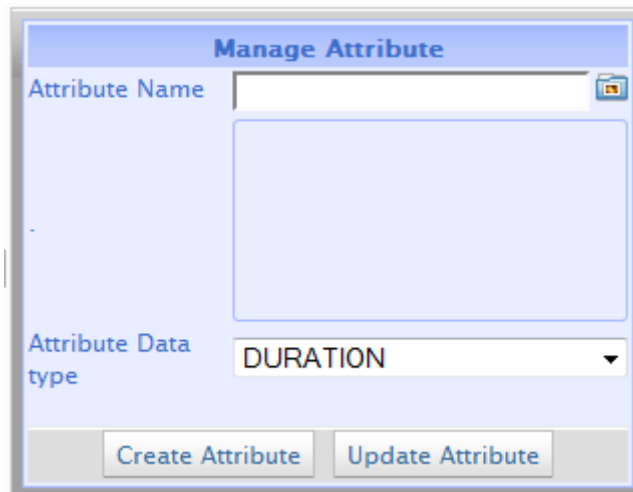 Manage Attribute
Attribute Name
-
Attribute Data
type
DURATION
Create Attribute Update Attribute